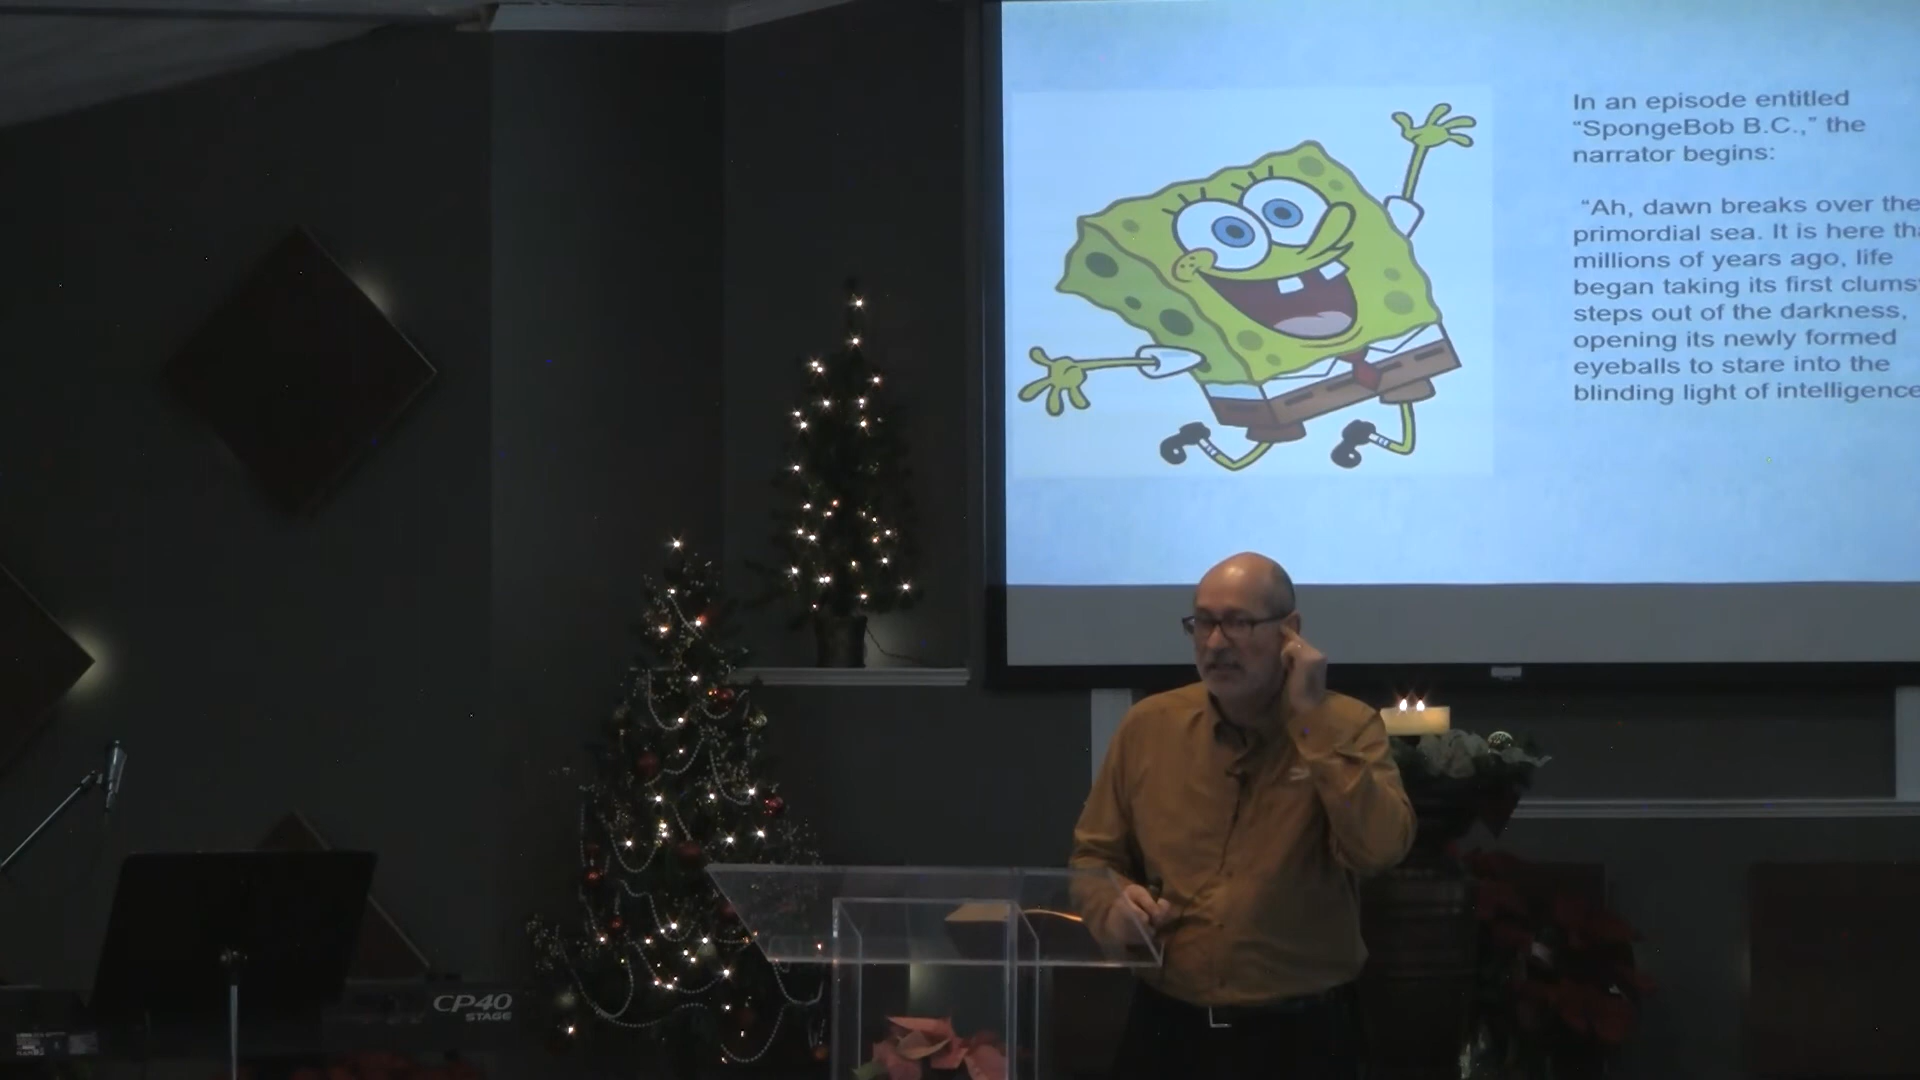 In an episode entitled
“SpongeBob B.C.,” the
narrator begins:
“Ah, dawn breaks over the
primordial sea. It is here
millions of years ago, life
began taking its first
steps out of the darkness,
opening its newly formed
eyeballs to stare into the
blinding light of intelligence
CP40
STAGE